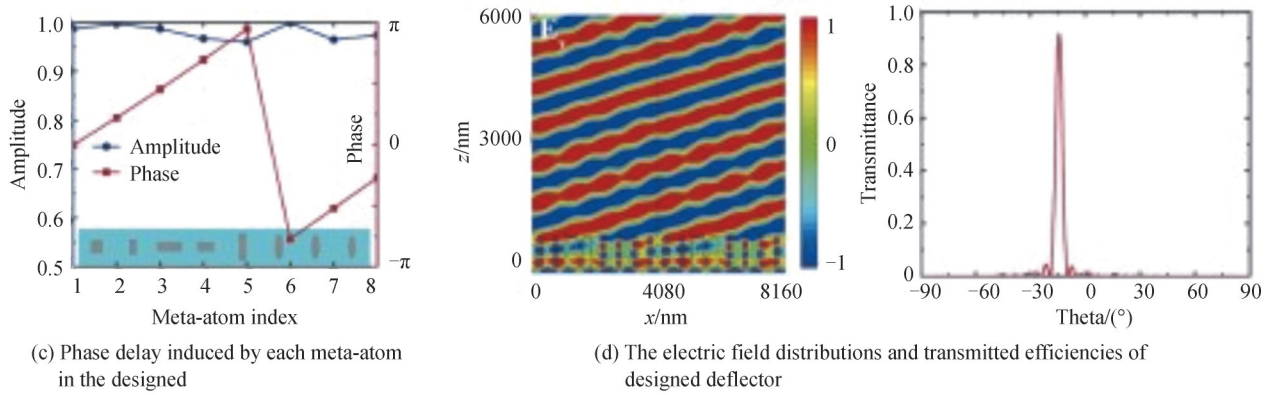 1.0
0.9
0.8
0.7
0.6
0.5
Amplitude
π
0
−π
Phase
Amplitude
Phase
1 2 3 4 5 6 7 8
Meta-atom index
(c) Phase delay induced by each meta-atom
in the designed
6000
3000
0
z/nm
E
0 4080 8160
x/nm
1
0
−1
1.0
0.8
0.6
0.4
0.2
0
Transmittance
−90 −60 −30 0 30 60 90
Theta/(°)
(d) The electric field distributions and transmitted efficiencies of
designed deflector